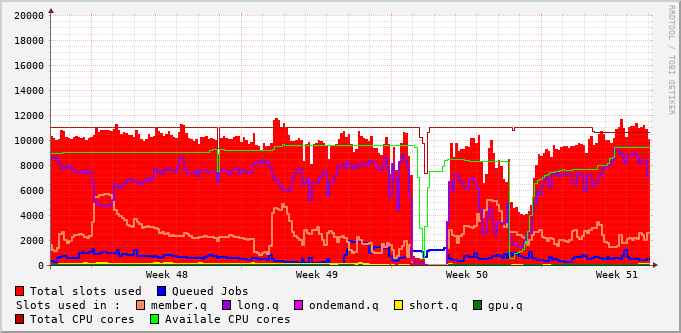 20000
18000
16000
14000
12000
10000
8000
6000
4000
2000
0
Week 48 Week 49 Week 50 Week 51
Total slots used Queued Jobs
Slots used in : member.q long.q ondemand.q short.q gpu.q
Total CPU cores Availale CPU cores
RRDTOOL / TOBI OETIKER